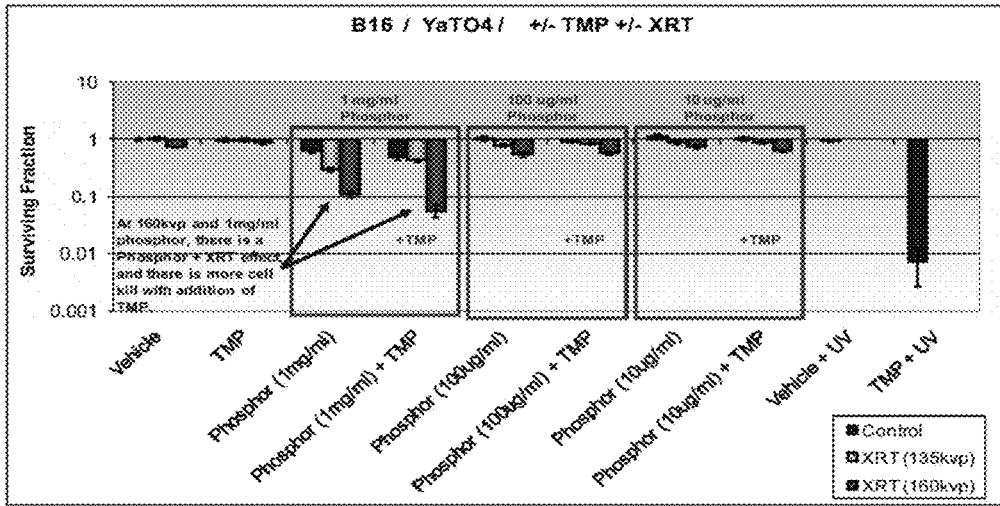 B16 / YaTO4 / +/- TMP +/- XRT
Surviving Fraction
10
1
0.1
0.01
0.001
1 mg/ml
Phosphor
100 ug/ml
Phosphor
10 ug/ml
Phosphor
+TMP
+TMP
+TMP
At 160kvp and 1mg/ml
phosphor, there is a
Phosphor + XRT effect
and there is more cell
kill with addition of
TMP.
Vehicle
TMP
Phosphor (1mg/ml)
Phosphor (1mg/ml) + TMP
Phosphor (100ug/ml)
Phosphor (100ug/ml) + TMP
Phosphor (10ug/ml)
Phosphor (10ug/ml) + TMP
Vehicle + UV
TMP + UV
Control
XRT (135kvp)
XRT (160kvp)